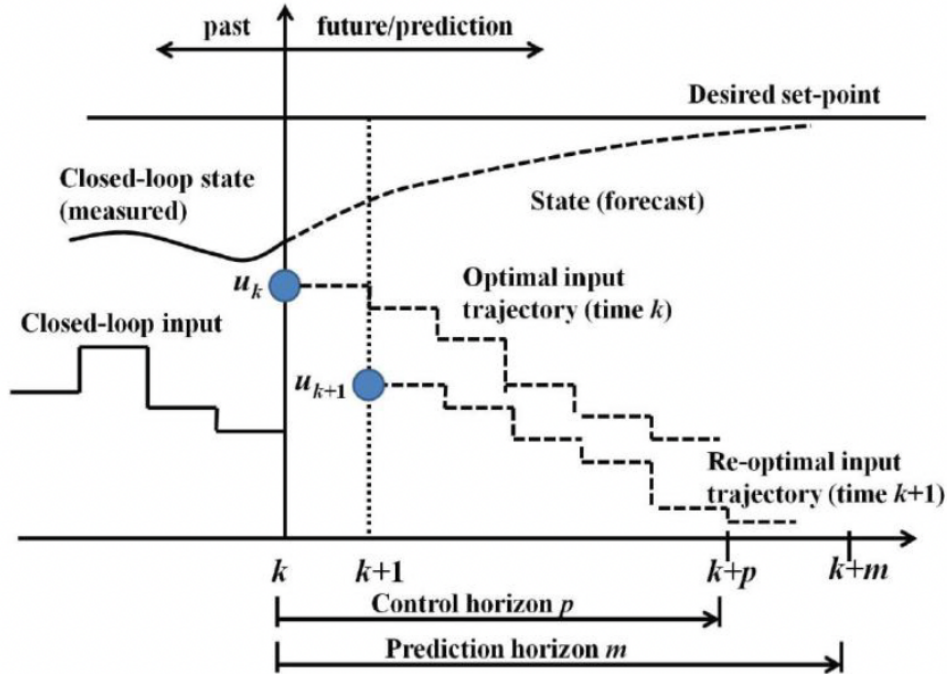 past
future/prediction
Desired set-point
Closed-loop state
(measured)
State (forecast)
u_k
Optimal input
trajectory (time k)
Closed-loop input
u_{k+1}
Re-optimal input
trajectory (time k+1)
k
k+1
k+p
k+m
Control horizon p
Prediction horizon m